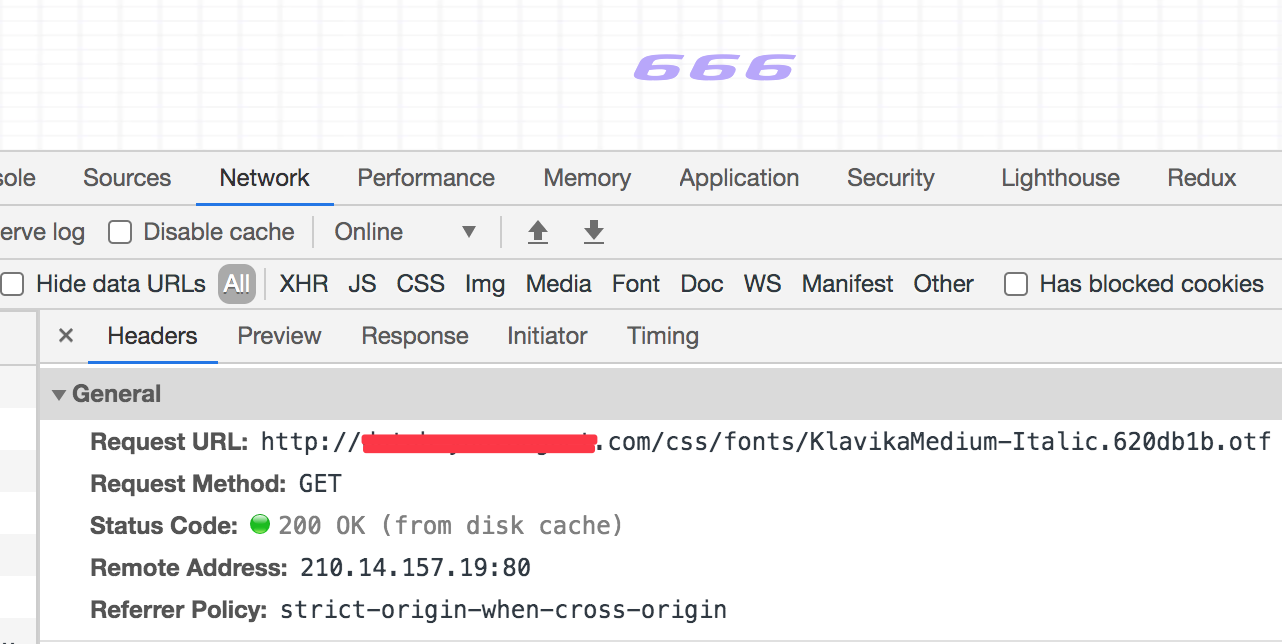 666
sole Sources Network Performance Memory Application Security Lighthouse Redux
erve log Disable cache Online
Hide data URLs All XHR JS CSS Img Media Font Doc WS Manifest Other Has blocked cookies
× Headers Preview Response Initiator Timing
General
Request URL: http:// .com/css/fonts/KlavikaMedium-Italic.620db1b.otf
Request Method: GET
Status Code: 200 OK (from disk cache)
Remote Address: 210.14.157.19:80
Referrer Policy: strict-origin-when-cross-origin